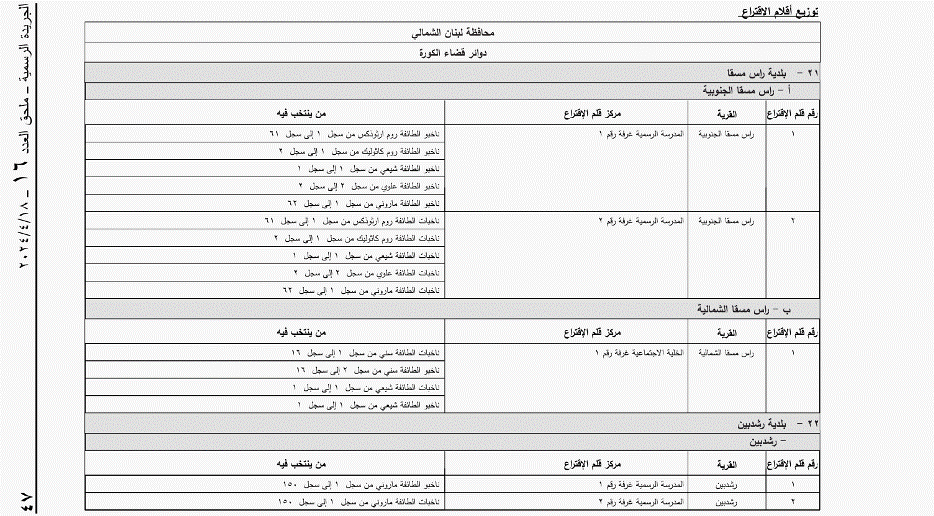 الجريدة الرسمية – ملحق العدد ١٦ – ٢٠٢٤/٤/١٨
توزيع أقلام الاقتراع
محافظة لبنان الشمالي
دوائر قضاء الكورة
٢١ – بلدية راس مسقا
أ – راس مسقا الجنوبية
رقم قلم الإقتراع القرية مركز قلم الإقتراع من ينتخب فيه
١ راس مسقا الجنوبية المدرسة الرسمية غرفة رقم ١ ناخبو الطائفة روم ارثوذكس من سجل ١ إلى سجل ٦١
ناخبو الطائفة روم كاثوليك من سجل ١ إلى سجل ٢
ناخبو الطائفة شيعي من سجل ١ إلى سجل ١
ناخبو الطائفة علوي من سجل ٢ إلى سجل ٢
ناخبو الطائفة ماروني من سجل ١ إلى سجل ٦٢
٢ راس مسقا الجنوبية المدرسة الرسمية غرفة رقم ٢ ناخبات الطائفة روم ارثوذكس من سجل ١ إلى سجل ٦١
ناخبات الطائفة روم كاثوليك من سجل ١ إلى سجل ٢
ناخبات الطائفة شيعي من سجل ١ إلى سجل ١
ناخبات الطائفة علوي من سجل ٢ إلى سجل ٢
ناخبات الطائفة ماروني من سجل ١ إلى سجل ٦٢
ب – راس مسقا الشمالية
رقم قلم الإقتراع القرية مركز قلم الإقتراع من ينتخب فيه
١ راس مسقا الشمالية الخلية الاجتماعية غرفة رقم ١ ناخبات الطائفة سني من سجل ١ إلى سجل ١٦
ناخبو الطائفة سني من سجل ٢ إلى سجل ١٦
ناخبات الطائفة شيعي من سجل ١ إلى سجل ١
ناخبو الطائفة شيعي من سجل ١ إلى سجل ١
٢٢ – بلدية رشدبين
– رشدبين
رقم قلم الإقتراع القرية مركز قلم الإقتراع من ينتخب فيه
١ رشدبين المدرسة الرسمية غرفة رقم ١ ناخبو الطائفة ماروني من سجل ١ إلى سجل ١٥٠
٢ رشدبين المدرسة الرسمية غرفة رقم ٢ ناخبات الطائفة ماروني من سجل ١ إلى سجل ١٥٠
٤٧